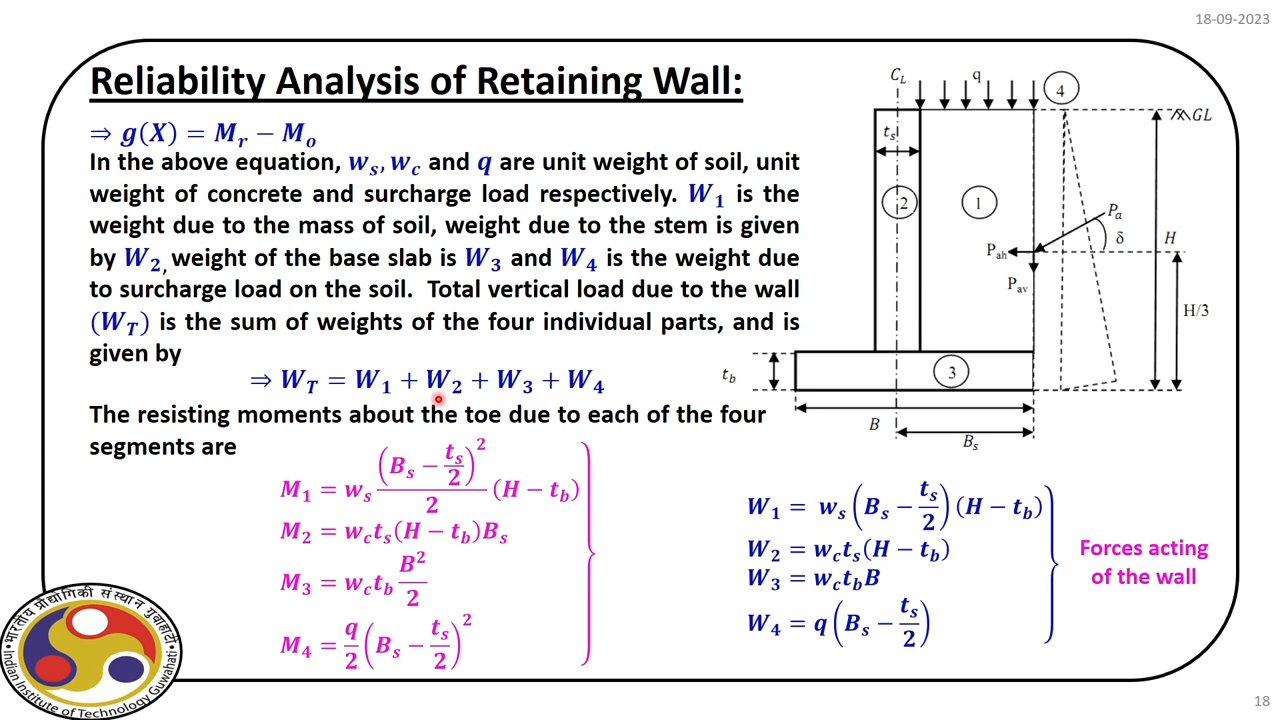 18-09-2023
Reliability Analysis of Retaining Wall:
⇒ g(X) = M_r − M_o
In the above equation, w_s, w_c and q are unit weight of soil, unit
weight of concrete and surcharge load respectively. W_1 is the
weight due to the mass of soil, weight due to the stem is given
by W_2, weight of the base slab is W_3 and W_4 is the weight due
to surcharge load on the soil. Total vertical load due to the wall
(W_T) is the sum of weights of the four individual parts, and is
given by
⇒ W_T = W_1 + W_2 + W_3 + W_4
The resisting moments about the toe due to each of the four
segments are
M_1 = w_s (B_s − t_s/2)^2/2 (H − t_b)
M_2 = w_c t_s (H − t_b) B_s
M_3 = w_c t_b B^2/2
M_4 = q/2 (B_s − t_s/2)^2
C_L
q
4
GL
t_s
2
1
P_a
δ
H
P_ah
P_av
H/3
t_b
3
B
B_s
W_1 = w_s (B_s − t_s/2) (H − t_b)
W_2 = w_c t_s (H − t_b)
W_3 = w_c t_b B
W_4 = q (B_s − t_s/2)
Forces acting
of the wall
भारतीय प्रौद्योगिकी संस्थान गुवाहाटी
Indian Institute of Technology Guwahati
18